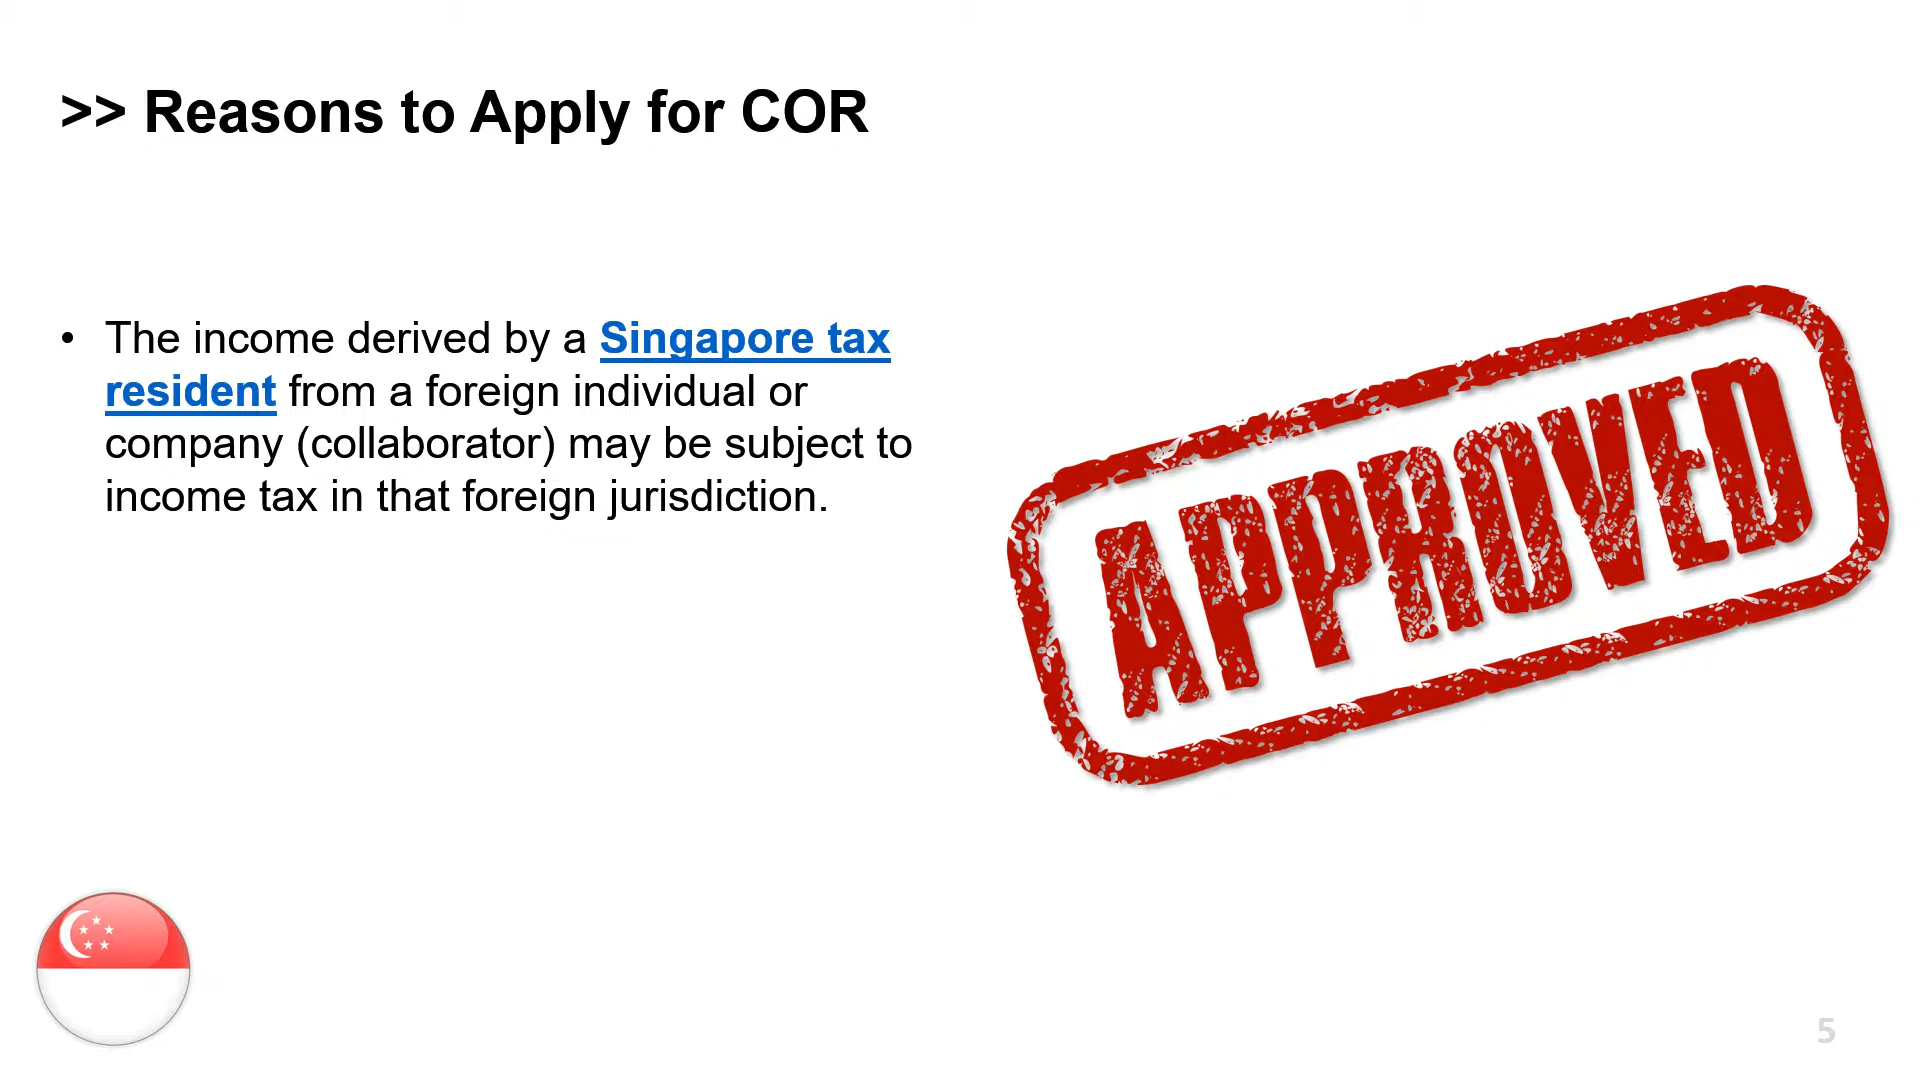 >> Reasons to Apply for COR
• The income derived by a Singapore tax
resident from a foreign individual or
company (collaborator) may be subject to
income tax in that foreign jurisdiction.
APPROVED
5